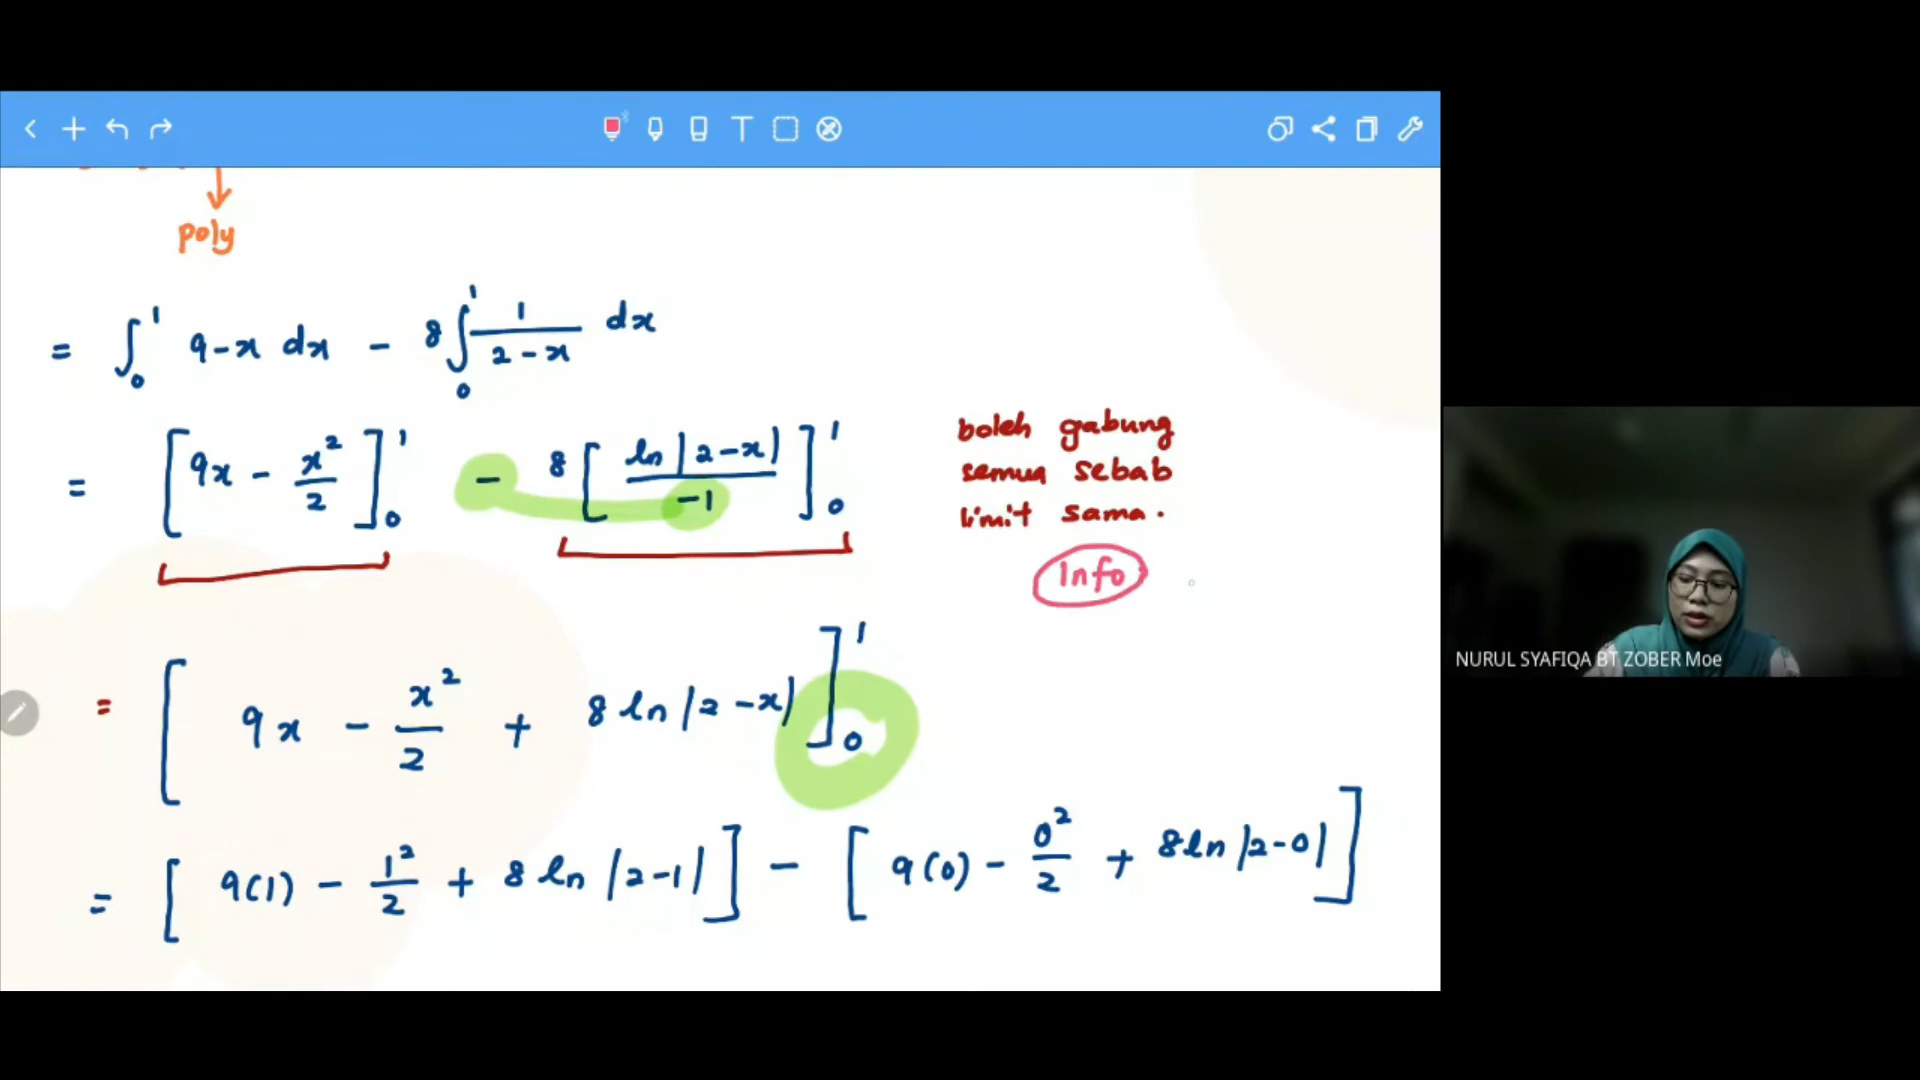 poly
= ∫₀¹ 9-x dx - 8∫₀¹ 1/(2-x) dx
= [9x - x²/2]₀¹ - 8[ln|2-x|/-1]₀¹
boleh gabung
semua sebab
limit sama.
Info
= [9x - x²/2 + 8 ln|2-x|]₀¹
= [9(1) - 1²/2 + 8 ln|2-1|] - [9(0) - 0²/2 + 8ln|2-0|]
NURUL SYAFIQA BT ZOBER Moe